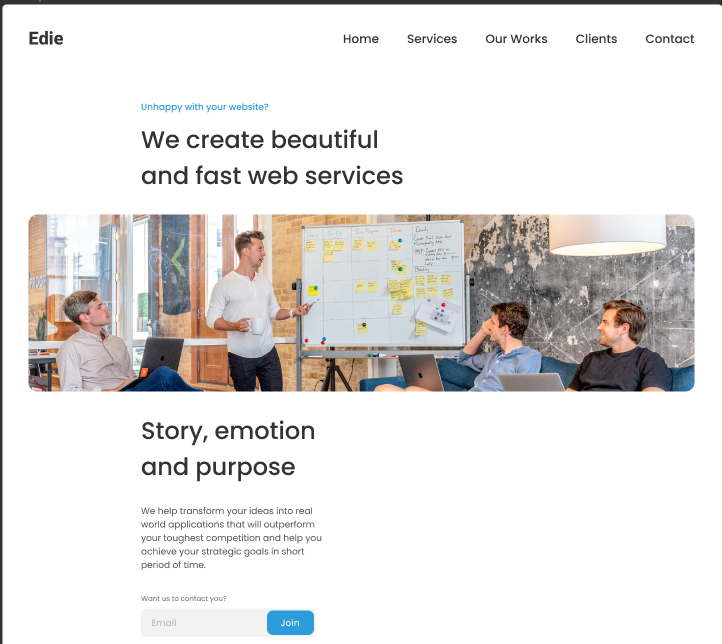 Edie
Home Services Our Works Clients Contact
Unhappy with your website?
We create beautiful
and fast web services
Story, emotion
and purpose
We help transform your ideas into real
world applications that will outperform
your toughest competition and help you
achieve your strategic goals in short
period of time.
Want us to contact you?
Email
Join